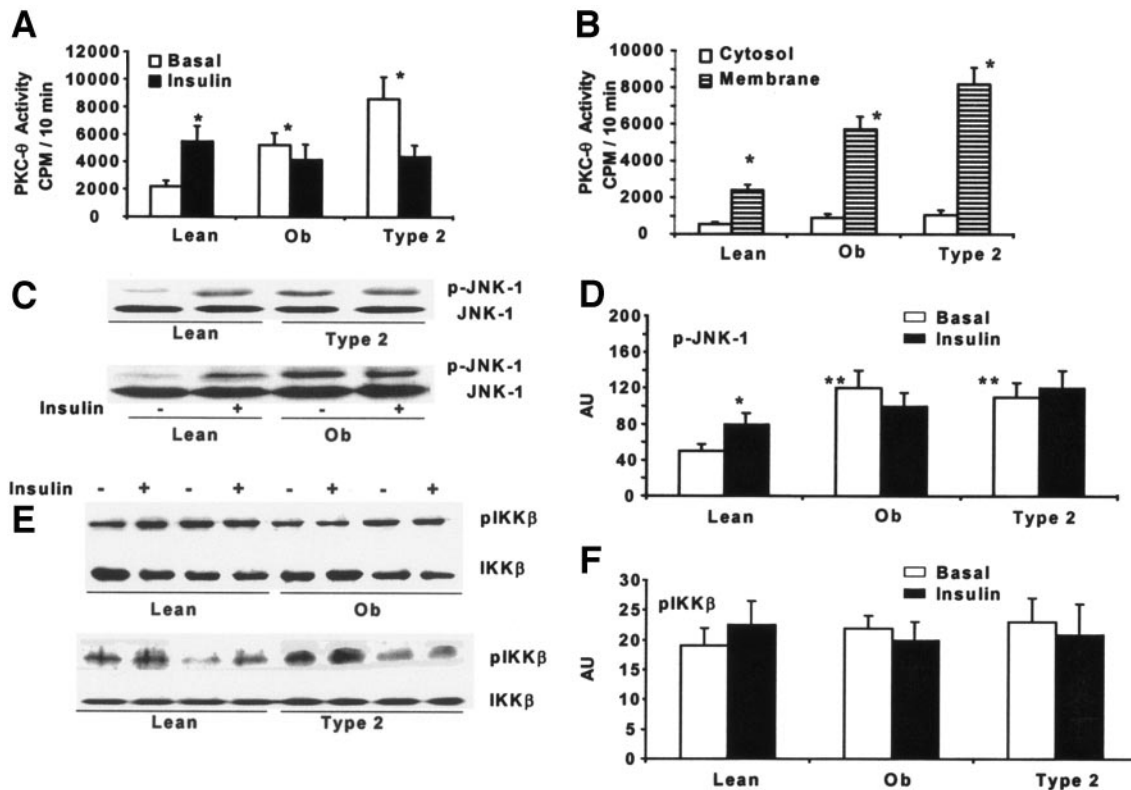 A
PKC-θ Activity
CPM / 10 min
12000
10000
8000
6000
4000
2000
0
Basal
Insulin
*
*
*
Lean Ob Type 2
B
PKC-θ Activity
CPM / 10 min
10000
8000
6000
4000
2000
0
Cytosol
Membrane
*
*
*
Lean Ob Type 2
C
p-JNK-1
JNK-1
Lean Type 2
p-JNK-1
JNK-1
Insulin - + - +
Lean Ob
D
p-JNK-1
AU
200
160
120
80
40
0
Basal
Insulin
*
**
**
Lean Ob Type 2
Insulin - + - + - + - +
E
pIKKβ
IKKβ
Lean Ob
pIKKβ
IKKβ
Lean Type 2
F
pIKKβ
AU
30
25
20
15
10
5
0
Basal
Insulin
Lean Ob Type 2